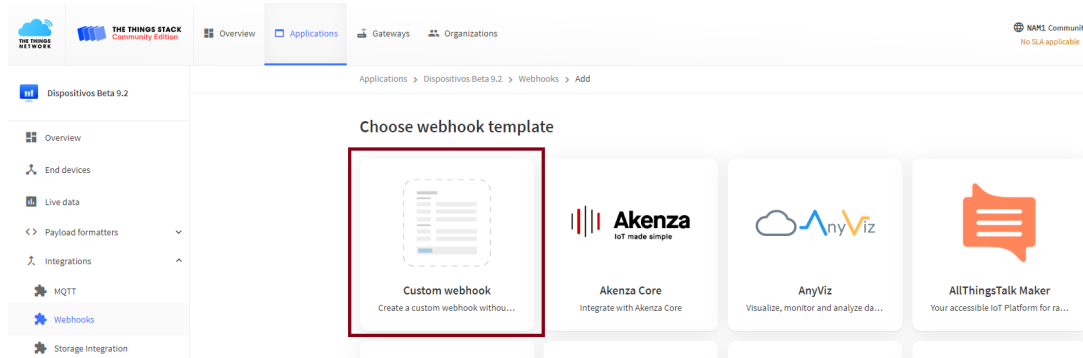 THE THINGS
NETWORK
THE THINGS STACK
Community Edition
Overview
Applications
Gateways
Organizations
NAM1 Communit
No SLA applicable
Dispositivos Beta 9.2
Overview
End devices
Live data
Payload formatters
Integrations
MQTT
Webhooks
Storage Integration
Applications > Dispositivos Beta 9.2 > Webhooks > Add
Choose webhook template
Custom webhook
Create a custom webhook withou...
Akenza
IoT made simple
Akenza Core
Integrate with Akenza Core
AnyViz
AnyViz
Visualize, monitor and analyze da...
AllThingsTalk Maker
Your accessible IoT Platform for ra...